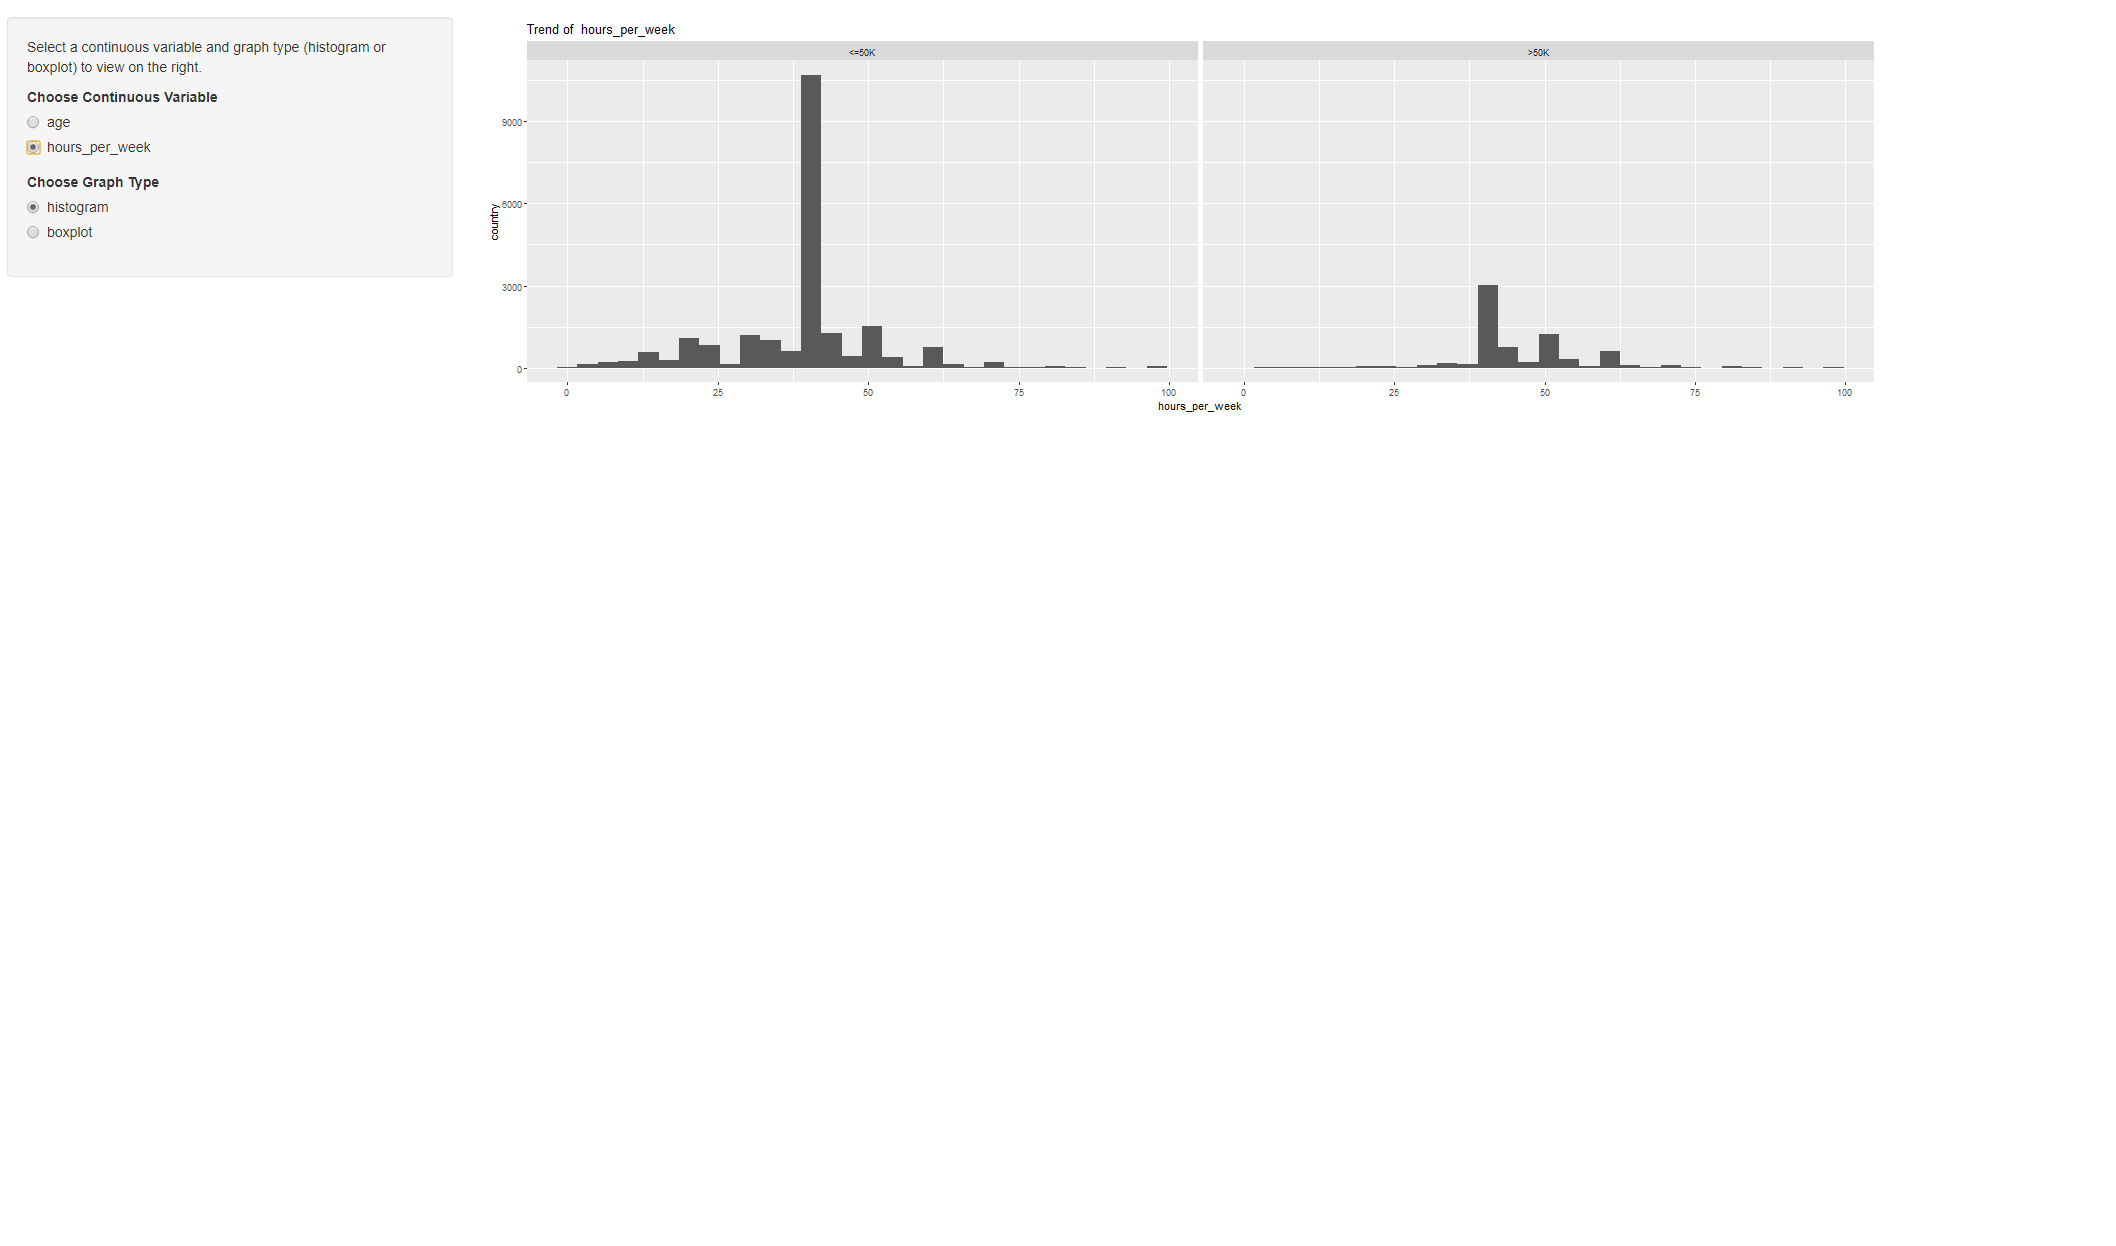 Select a continuous variable and graph type (histogram or
boxplot) to view on the right.
Choose Continuous Variable
age
hours_per_week
Choose Graph Type
histogram
boxplot
Trend of  hours_per_week
<=50K
>50K
country
9000
6000
3000
0
0 25 50 75 100
0 25 50 75 100
hours_per_week